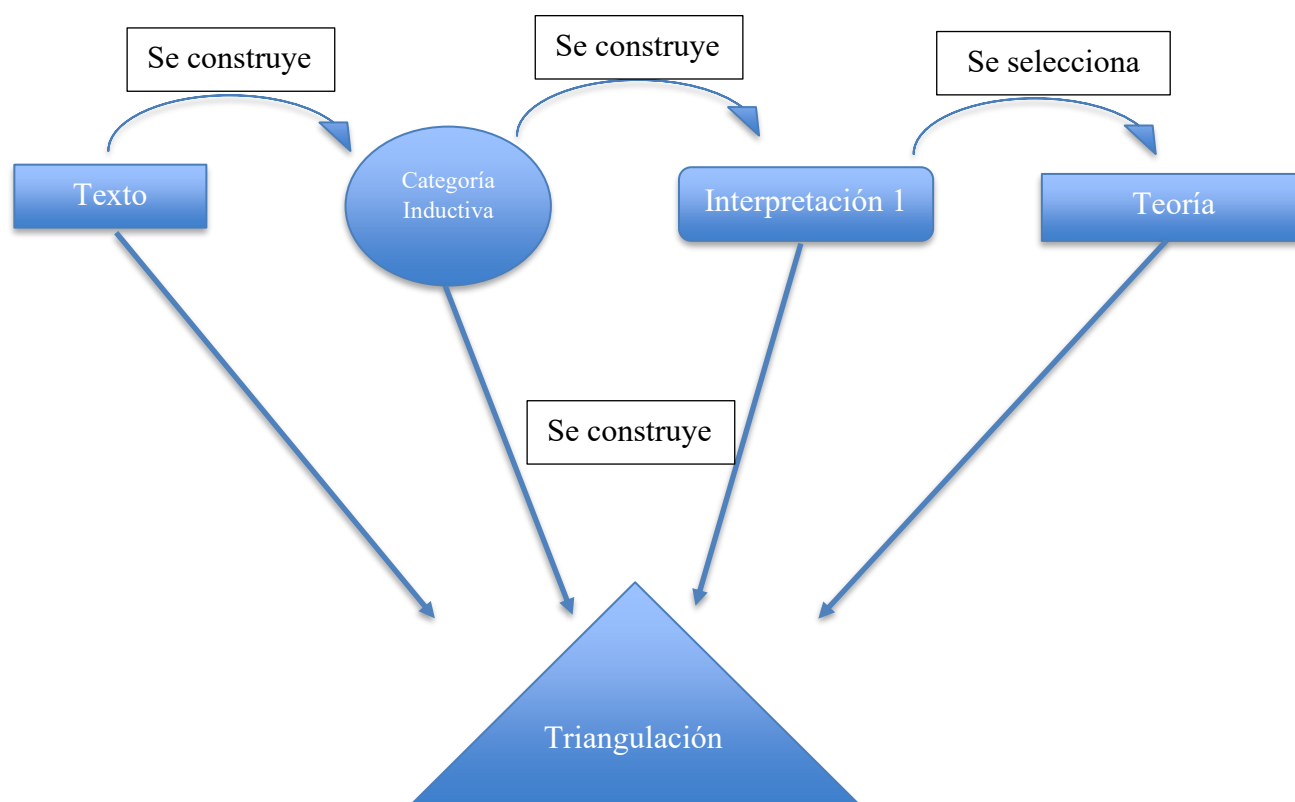 Se construye
Se construye
Se selecciona
Texto
Categoría
Inductiva
Interpretación 1
Teoría
Se construye
Triangulación